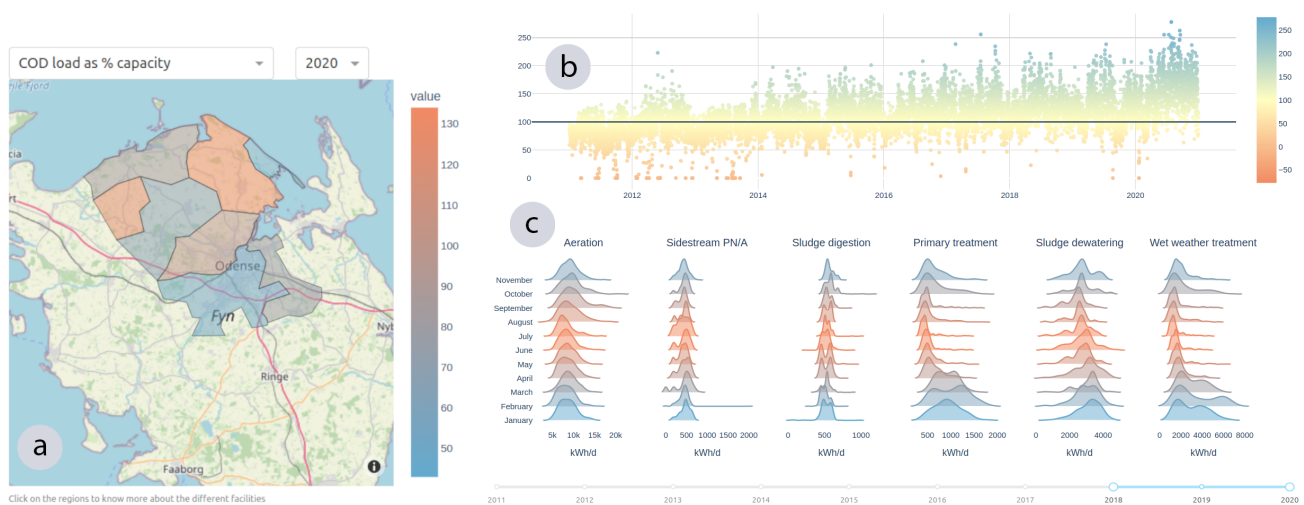 COD load as % capacity
2020
Odense
Fyn
Ringe
Faaborg
a
value
130
120
110
100
90
80
70
60
50
Click on the regions to know more about the different facilities
b
250
200
150
100
50
0
2012 2014 2016 2018 2020
250
200
150
100
50
0
−50
c
Aeration Sidestream PN/A Sludge digestion Primary treatment Sludge dewatering Wet weather treatment
November
October
September
August
July
June
May
April
March
February
January
5k 10k 15k 20k 0 500 1000 1500 2000 0 500 1000 500 1000 1500 2000 0 2000 4000 0 2000 4000 6000 8000
kWh/d kWh/d kWh/d kWh/d kWh/d kWh/d
2011 2012 2013 2014 2015 2016 2017 2018 2019 2020